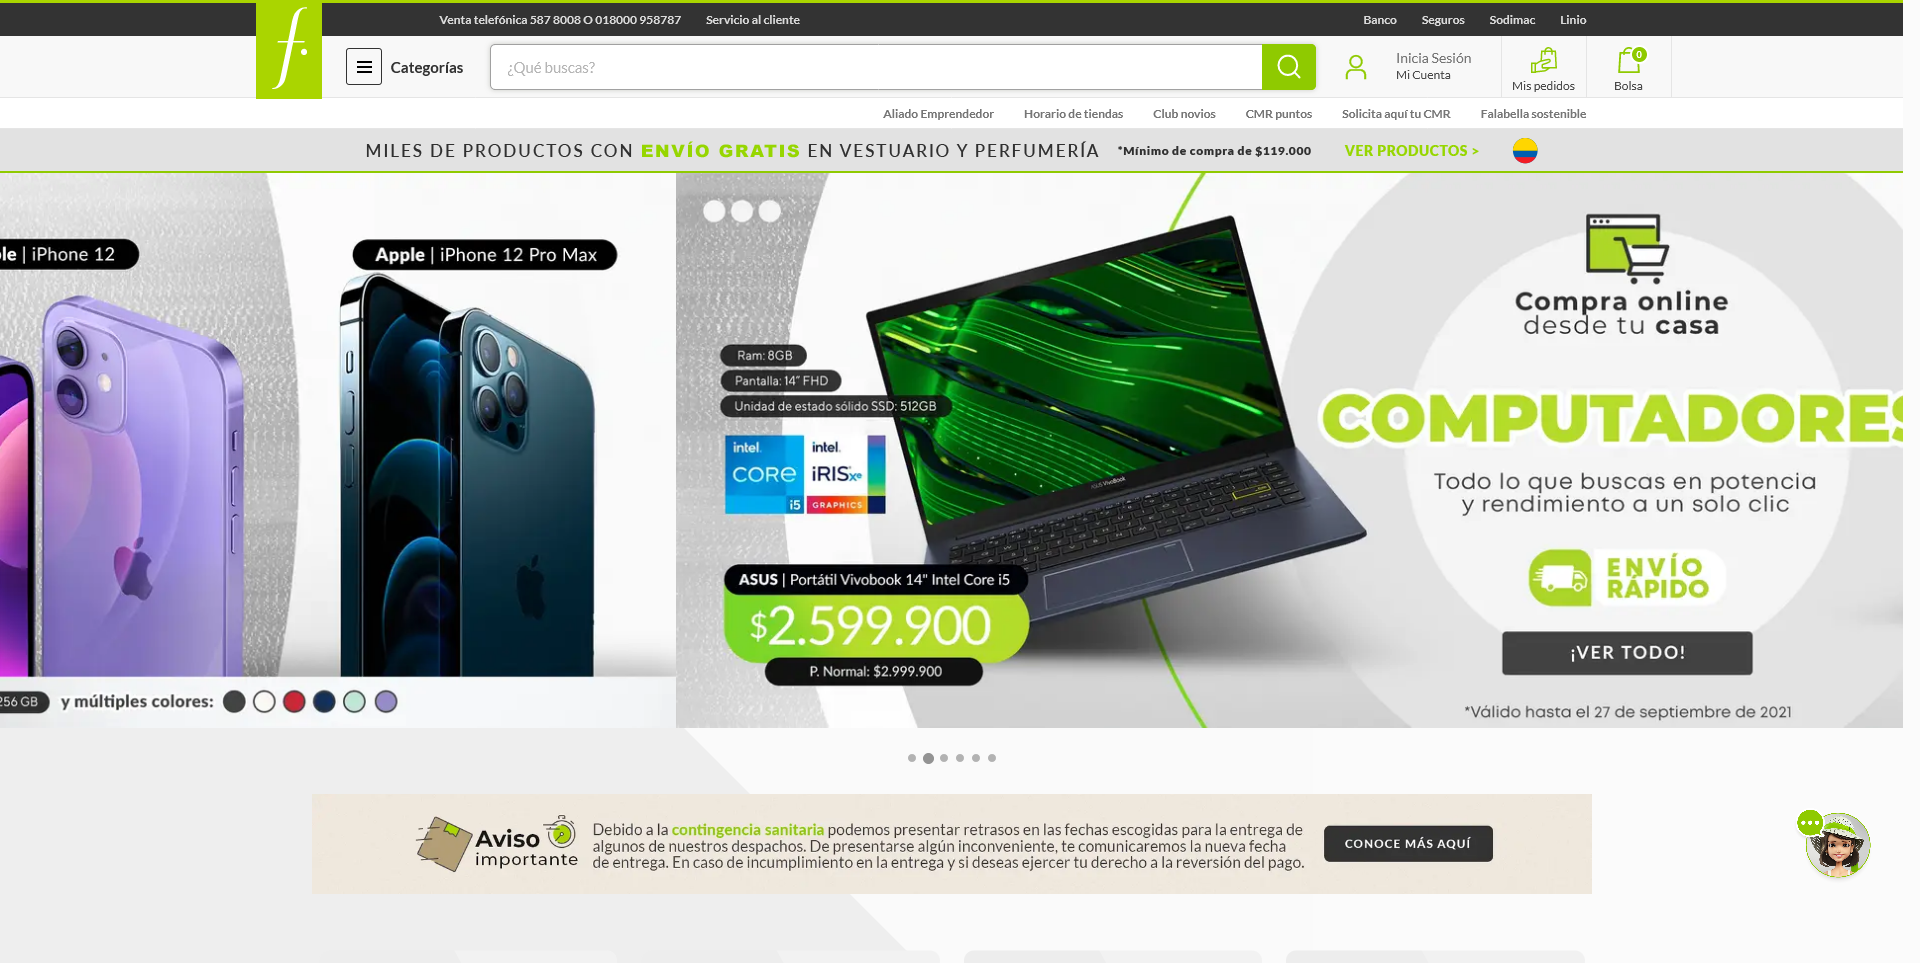 Venta telefónica 587 8008 O 018000 958787 Servicio al cliente Banco Seguros Sodimac Linio
f.
Categorías
¿Qué buscas?
Inicia Sesión
Mi Cuenta
Mis pedidos
0
Bolsa
Aliado Emprendedor Horario de tiendas Club novios CMR puntos Solicita aquí tu CMR Falabella sostenible
MILES DE PRODUCTOS CON ENVÍO GRATIS EN VESTUARIO Y PERFUMERÍA *Mínimo de compra de $119.000 VER PRODUCTOS >
ple | iPhone 12
Apple | iPhone 12 Pro Max
256 GB
y múltiples colores:
Ram: 8GB
Pantalla: 14" FHD
Unidad de estado sólido SSD: 512GB
intel.
CORE
i5
intel.
iRIS xe
GRAPHICS
ASUS VivoBook
ASUS | Portátil Vivobook 14" Intel Core i5
$2.599.900
P. Normal: $2.999.900
Compra online
desde tu casa
COMPUTADORES
Todo lo que buscas en potencia
y rendimiento a un solo clic
ENVÍO
RÁPIDO
¡VER TODO!
*Válido hasta el 27 de septiembre de 2021
Aviso
importante
Debido a la contingencia sanitaria podemos presentar retrasos en las fechas escogidas para la entrega de
algunos de nuestros despachos. De presentarse algún inconveniente, te comunicaremos la nueva fecha
de entrega. En caso de incumplimiento en la entrega y si deseas ejercer tu derecho a la reversión del pago.
CONOCE MÁS AQUÍ